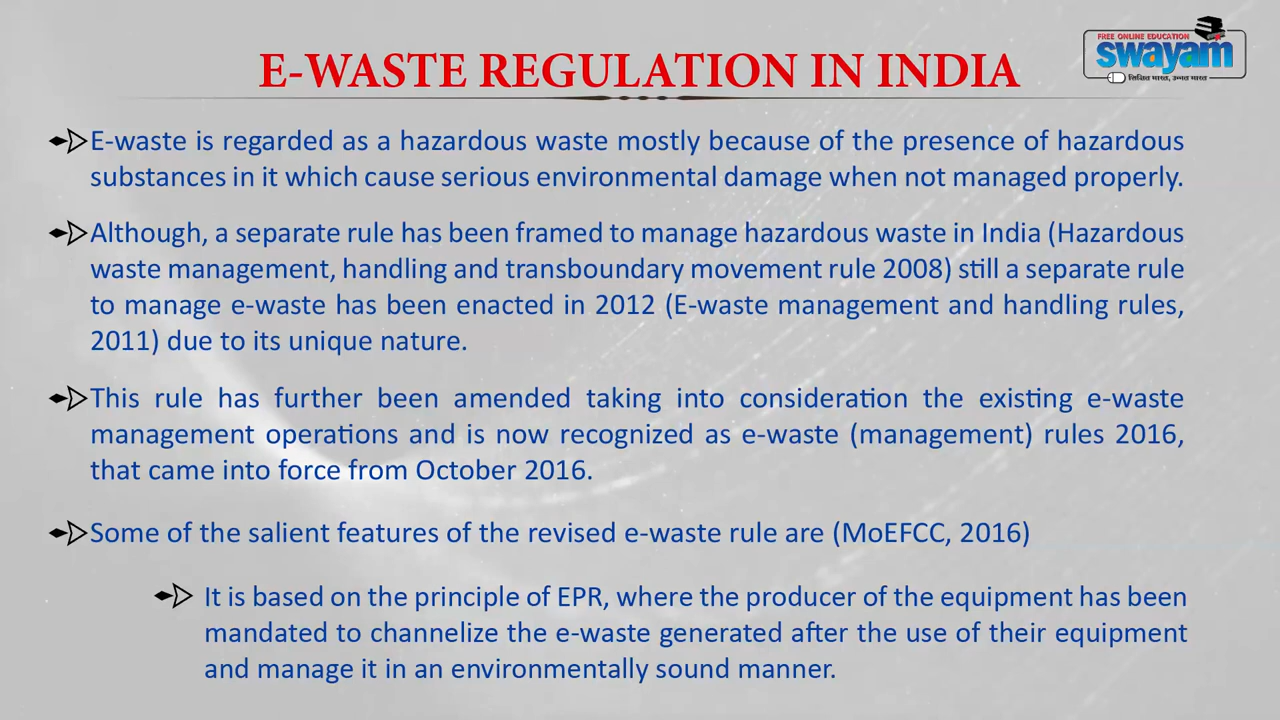 FREE ONLINE EDUCATION
swayam
शिक्षित भारत, उन्नत भारत
E-WASTE REGULATION IN INDIA
E-waste is regarded as a hazardous waste mostly because of the presence of hazardous
substances in it which cause serious environmental damage when not managed properly.
Although, a separate rule has been framed to manage hazardous waste in India (Hazardous
waste management, handling and transboundary movement rule 2008) still a separate rule
to manage e-waste has been enacted in 2012 (E-waste management and handling rules,
2011) due to its unique nature.
This rule has further been amended taking into consideration the existing e-waste
management operations and is now recognized as e-waste (management) rules 2016,
that came into force from October 2016.
Some of the salient features of the revised e-waste rule are (MoEFCC, 2016)
It is based on the principle of EPR, where the producer of the equipment has been
mandated to channelize the e-waste generated after the use of their equipment
and manage it in an environmentally sound manner.